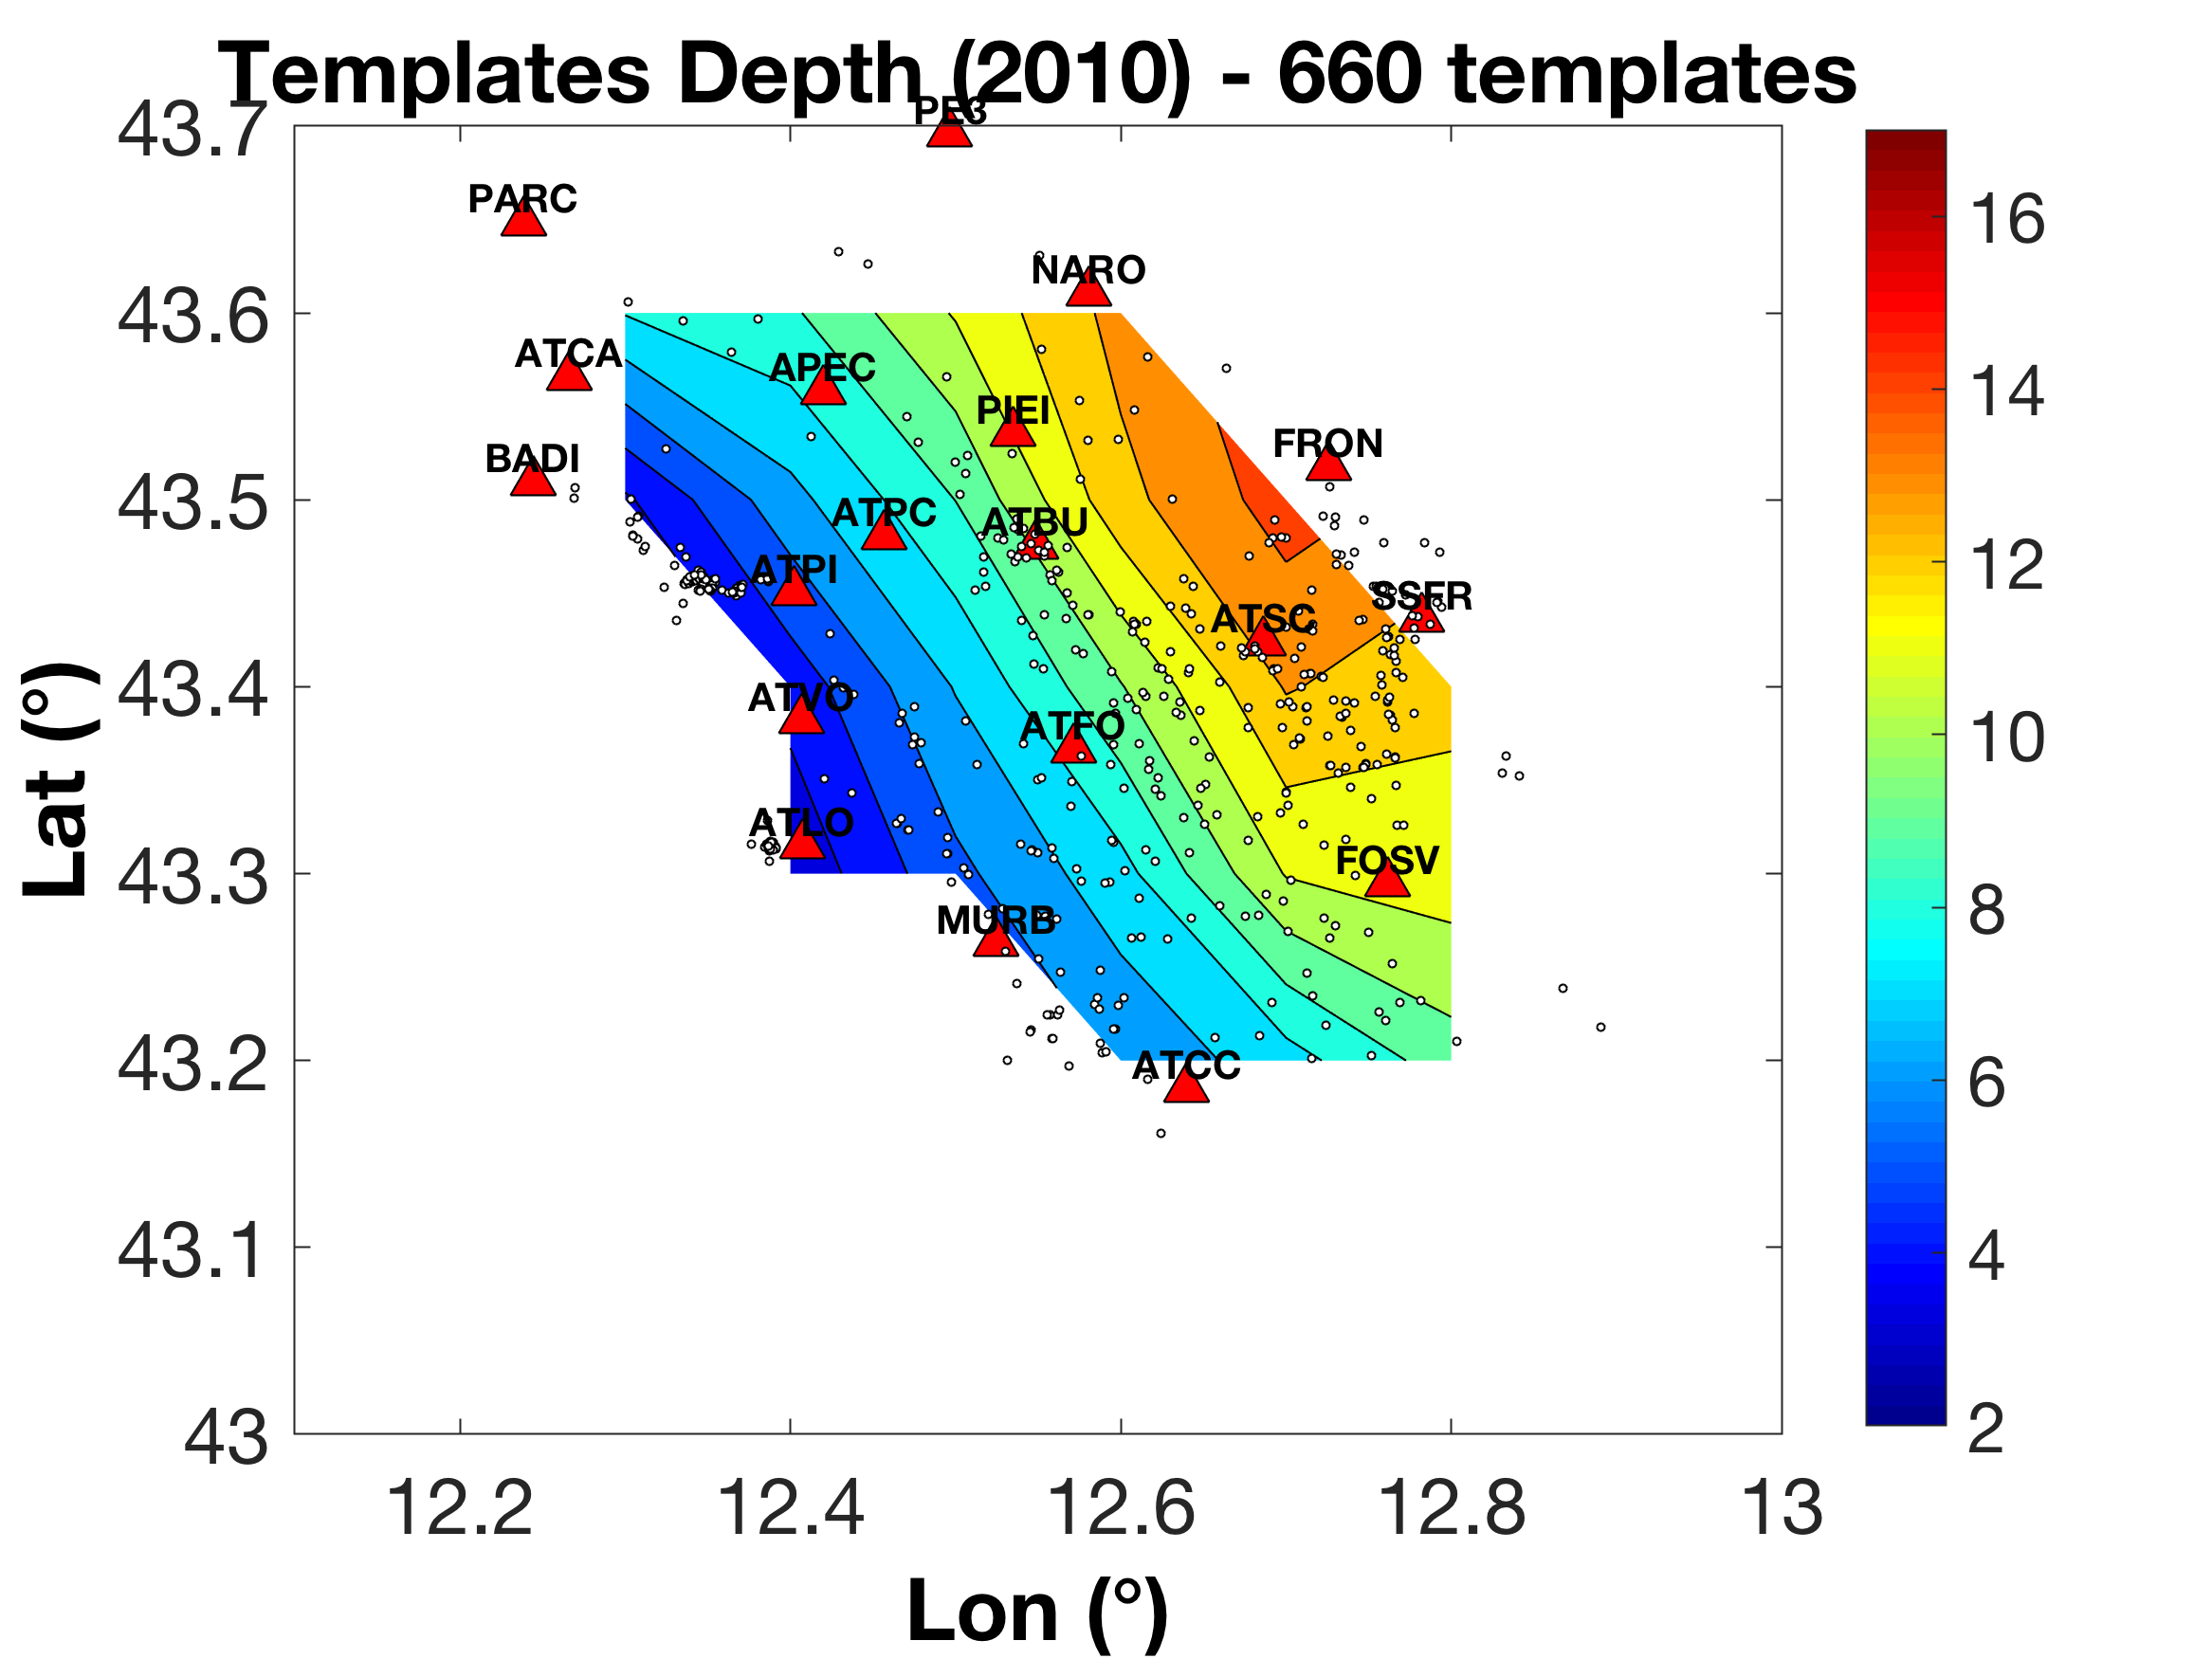 Templates Depth (2010) - 660 templates
PE3
43.7
PARC
16
NARO
43.6
ATCA
APEC
14
PIEI
FRON
BADI
43.5
ATPC
ATBU
12
ATPI
SSFR
ATSC
43.4
ATVO
ATFO
10
Lat (°)
ATLO
43.3
FOSV
8
MURB
43.2
ATCC
6
43.1
4
43
2
12.2
12.4
12.6
12.8
13
Lon (°)